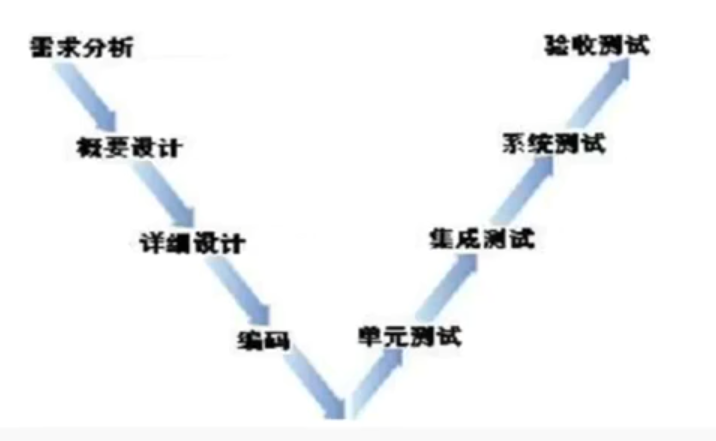 需求分析
验收测试
概要设计
系统测试
详细设计
集成测试
编码
单元测试